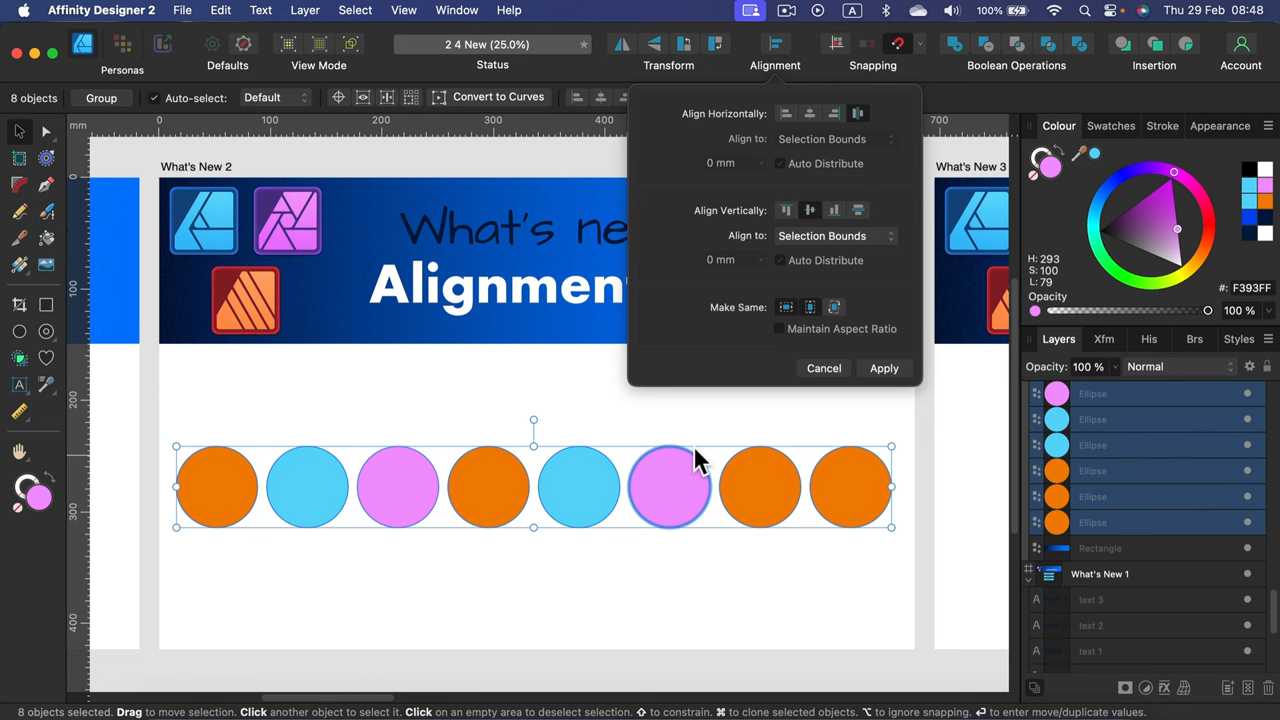 Affinity Designer 2 File Edit Text Layer Select View Window Help 100% Thu 29 Feb 08:48
2 4 New (25.0%) *
Personas Defaults View Mode Status Transform Alignment Snapping Boolean Operations Insertion Account
8 objects Group Auto-select: Default Convert to Curves
mm 0 100 200 300 400 700
What's New 2
What's New 3
What's ne
Alignmen
Align Horizontally:
Align to: Selection Bounds
0 mm Auto Distribute
Align Vertically:
Align to: Selection Bounds
0 mm Auto Distribute
Make Same:
Maintain Aspect Ratio
Cancel Apply
0
100
200
300
400
Colour Swatches Stroke Appearance
H: 293
S: 100
L: 79
#: F393FF
Opacity
100 %
Layers Xfm His Brs Styles
Opacity: 100 % Normal
Ellipse
Ellipse
Ellipse
Ellipse
Ellipse
Ellipse
Rectangle
What's New 1
A text 3
A text 2
A text 1
8 objects selected. Drag to move selection. Click another object to select it. Click on an empty area to deselect selection. ⇧ to constrain. ⌘ to clone selected objects. ⌥ to ignore snapping. ⏎ to enter move/duplicate values.